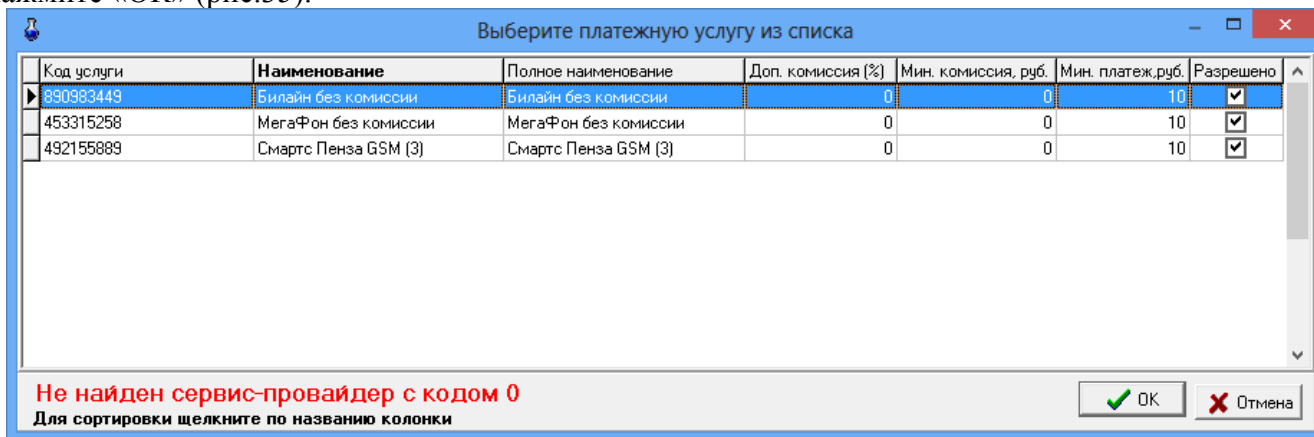 «ОК» (рис.35).
Выберите платежную услугу из списка
Код услуги Наименование Полное наименование Доп. комиссия (%) Мин. комиссия, руб. Мин. платеж,руб. Разрешено
890983449 Билайн без комиссии Билайн без комиссии 0 0 10
453315258 МегаФон без комиссии МегаФон без комиссии 0 0 10
492155889 Смартс Пенза GSM (3) Смартс Пенза GSM (3) 0 0 10
Не найден сервис-провайдер с кодом 0
Для сортировки щелкните по названию колонки
OK Отмена